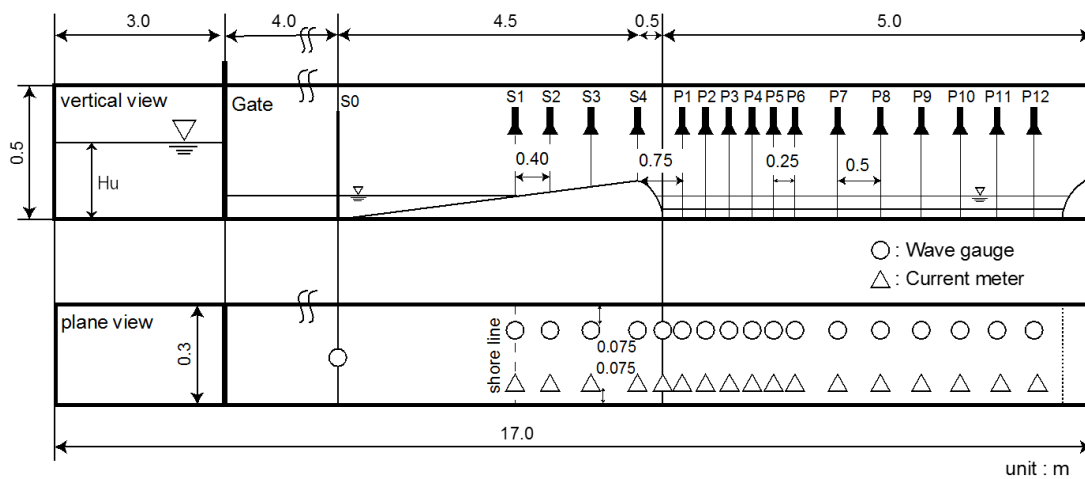 3.0 4.0 4.5 0.5 5.0
vertical view Gate S0 S1 S2 S3 S4 P1 P2 P3 P4 P5 P6 P7 P8 P9 P10 P11 P12
0.5 Hu 0.40 0.75 0.25 0.5
: Wave gauge
: Current meter
plane view
0.3 shore line 0.075
0.075
17.0
unit : m